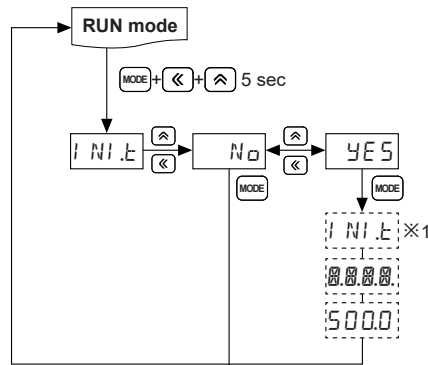 RUN mode
MODE + « + ︽ 5 sec
INI.t ︽ « No ︽ « YES
MODE MODE
INI.t ※1
8.8.8.8.
500.0